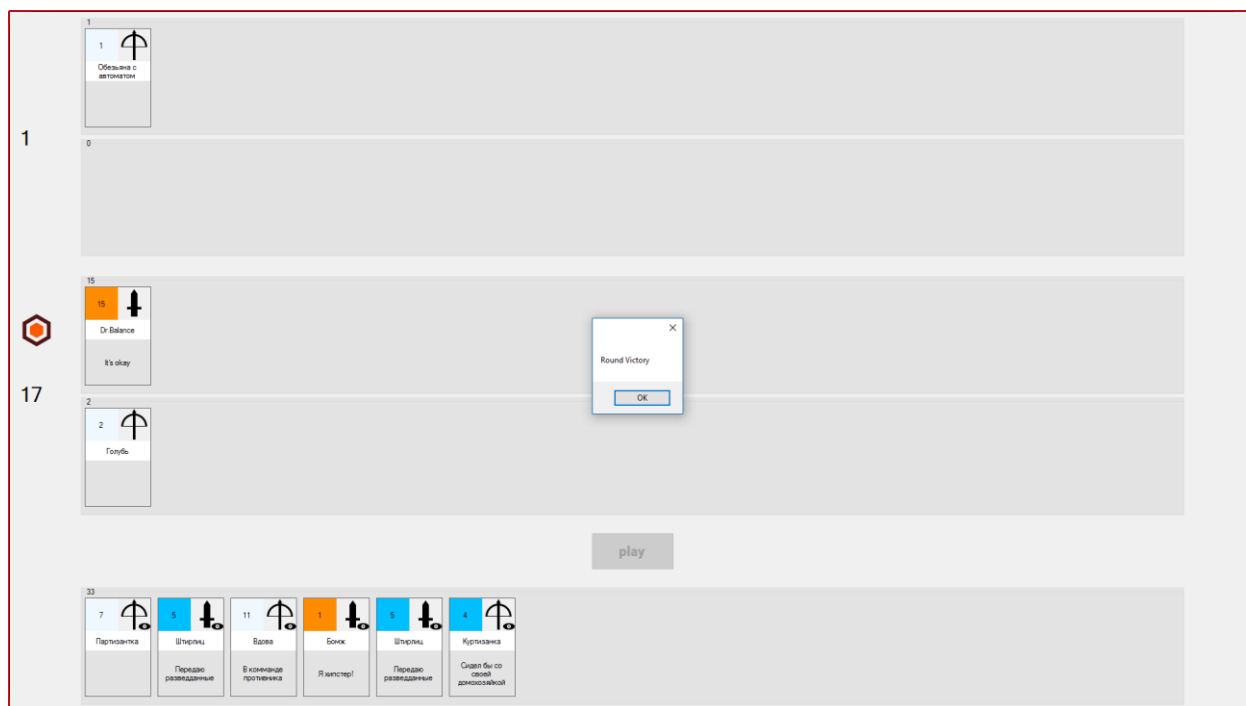 1
1
Обезьяна с
автоматом
1
0
15
15
Dr.Balance
It's okay
17
2
2
Голубь
Round Victory
OK
play
33
7
Партизантка
5
Штирлиц
Передаю
разведданные
11
Вдова
В комманде
противника
1
Бомж
Я хипстер!
5
Штирлиц
Передаю
разведданные
4
Куртизанка
Сидел бы со
своей
домохозяйкой